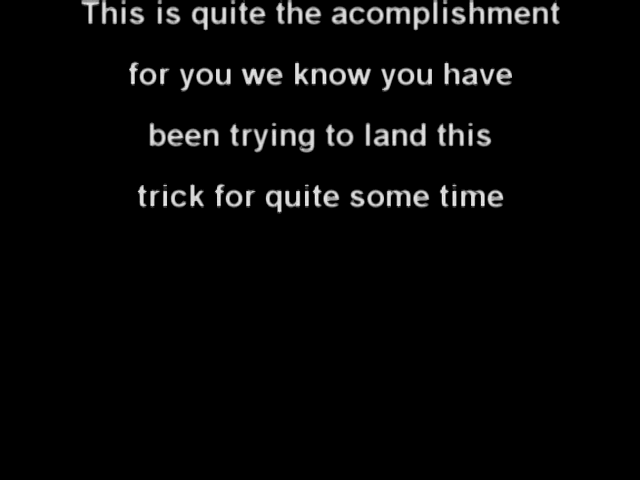 This is quite the acomplishment
for you we know you have
been trying to land this
trick for quite some time